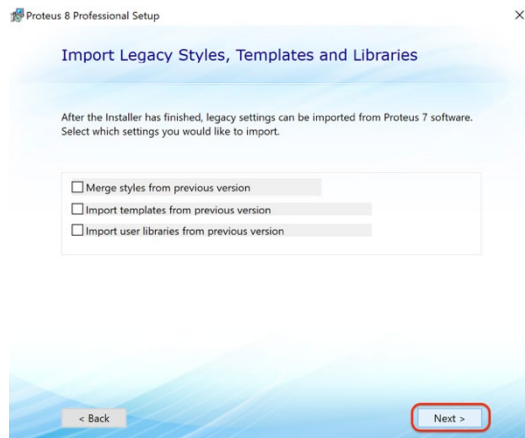 Proteus 8 Professional Setup
Import Legacy Styles, Templates and Libraries
After the Installer has finished, legacy settings can be imported from Proteus 7 software.
Select which settings you would like to import.
Merge styles from previous version
Import templates from previous version
Import user libraries from previous version
< Back
Next >